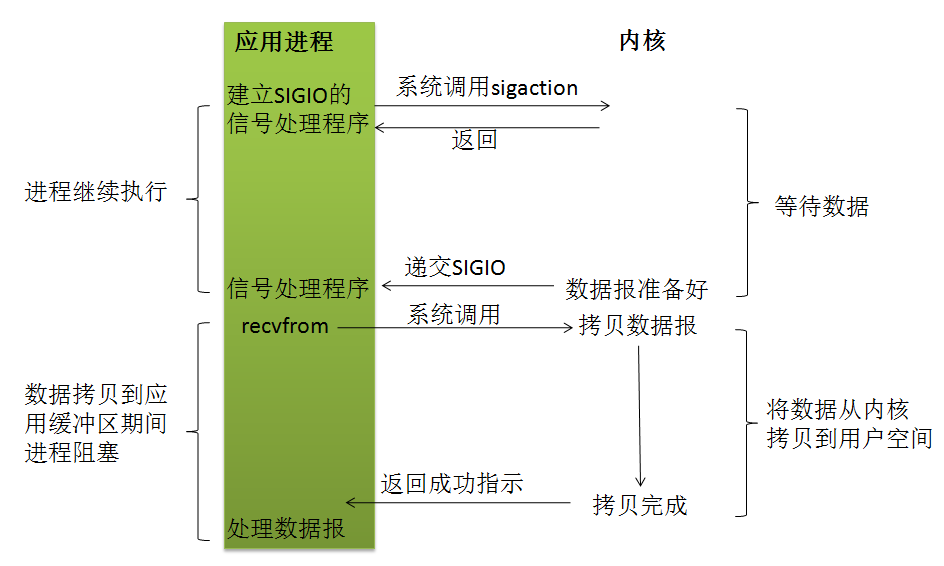 应用进程
内核
建立SIGIO的
信号处理程序
系统调用sigaction
返回
进程继续执行
等待数据
递交SIGIO
信号处理程序
数据报准备好
recvfrom
系统调用
拷贝数据报
数据拷贝到应
用缓冲区期间
进程阻塞
将数据从内核
拷贝到用户空间
返回成功指示
拷贝完成
处理数据报